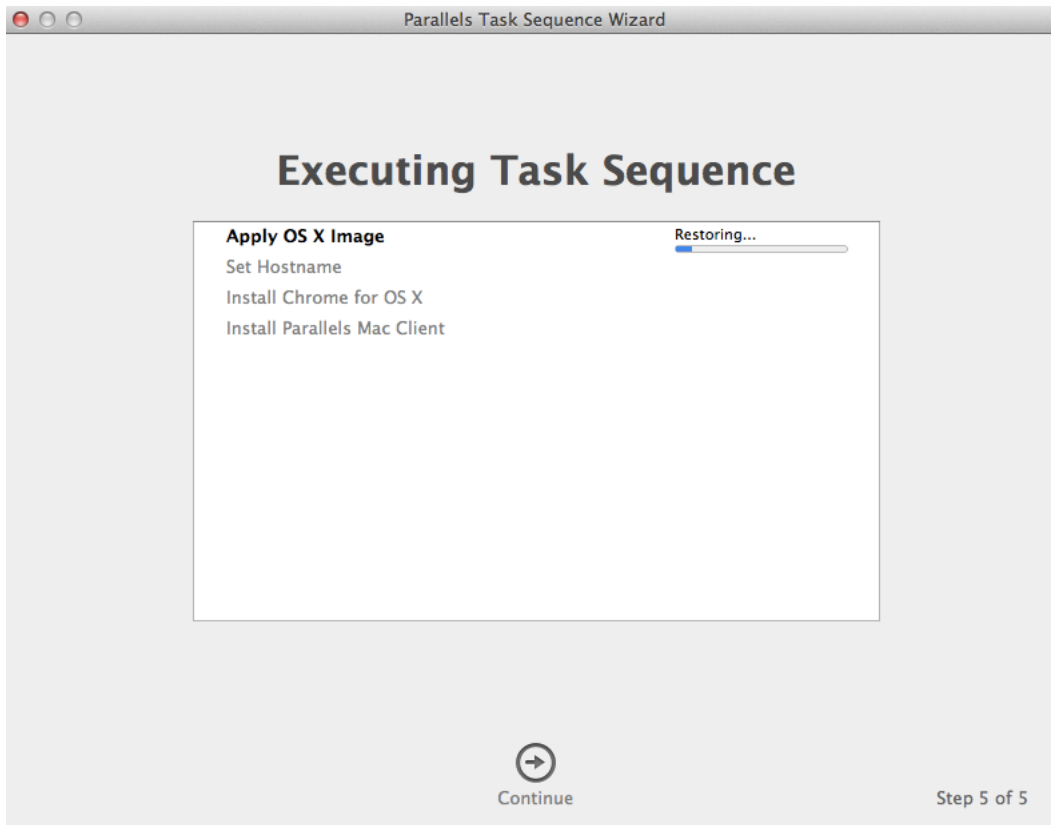 Parallels Task Sequence Wizard
Executing Task Sequence
Apply OS X Image
Restoring...
Set Hostname
Install Chrome for OS X
Install Parallels Mac Client
Continue
Step 5 of 5